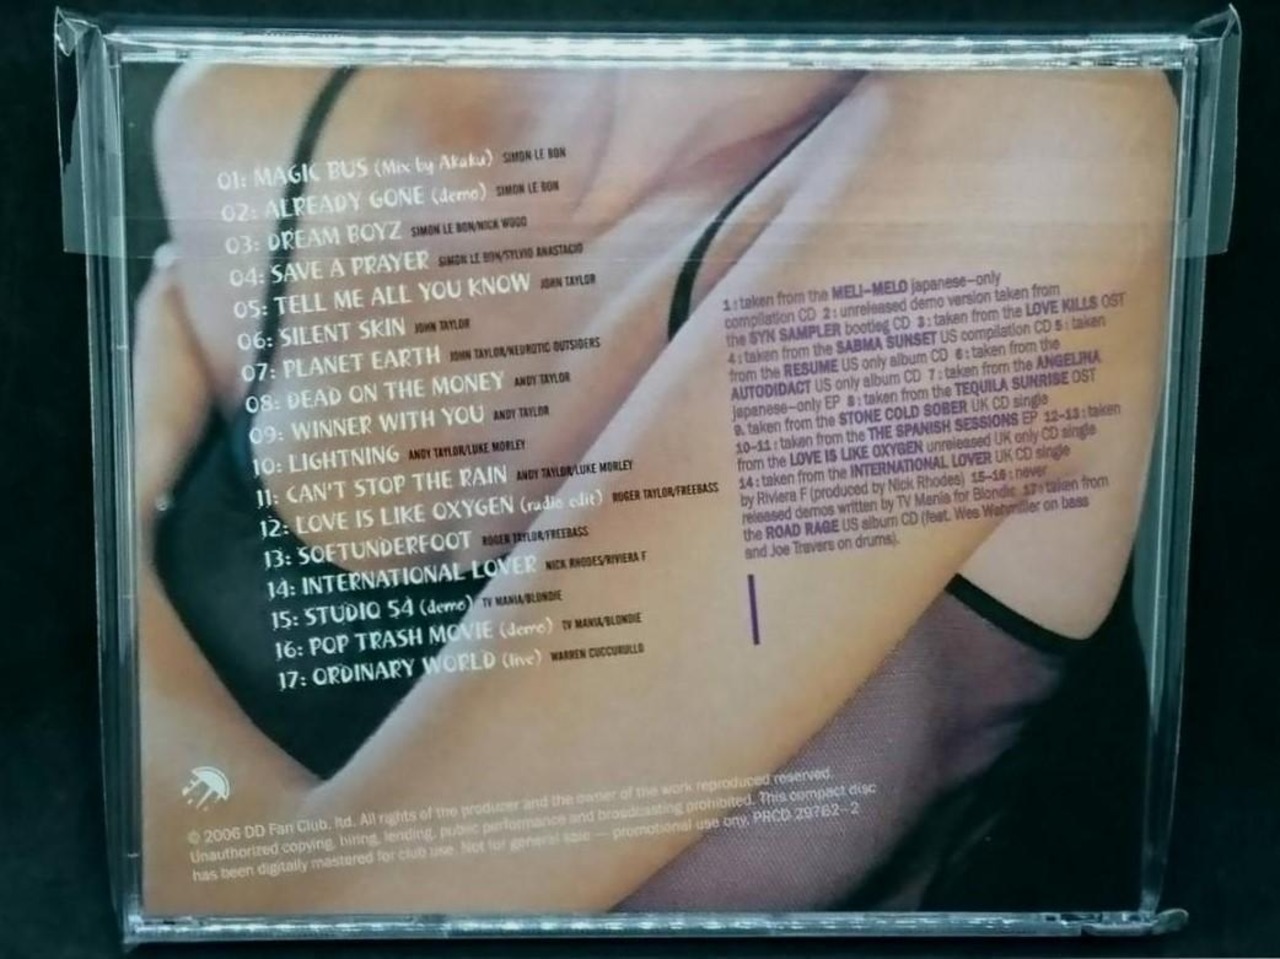 01: MAGIC BUS (Mix by Akaku) SIMON LE BON
02: ALREADY GONE (demo) SIMON LE BON
03: DREAM BOYZ SIMON LE BON/NICK WOOD
04: SAVE A PRAYER SIMON LE BON/SYLVIO ANASTACIO
05: TELL ME ALL YOU KNOW JOHN TAYLOR
06: SILENT SKIN JOHN TAYLOR
07: PLANET EARTH JOHN TAYLOR/NEUROTIC OUTSIDERS
08: DEAD ON THE MONEY ANDY TAYLOR
09: WINNER WITH YOU ANDY TAYLOR
10: LIGHTNING ANDY TAYLOR/LUKE MORLEY
11: CAN'T STOP THE RAIN ANDY TAYLOR/LUKE MORLEY
12: LOVE IS LIKE OXYGEN (radio edit) ROGER TAYLOR/FREEBASS
13: SOFTUNDERFOOT ROGER TAYLOR/FREEBASS
14: INTERNATIONAL LOVER NICK RHODES/RIVIERA F
15: STUDIO 54 (demo) TV MANIA/BLONDIE
16: POP TRASH MOVIE (demo) TV MANIA/BLONDIE
17: ORDINARY WORLD (live) WARREN CUCCURULLO
1: taken from the MELI-MELO japanese-only
compilation CD 2: unreleased demo version taken from
the SYN SAMPLER bootleg CD 3: taken from the LOVE KILLS OST
4: taken from the SABMA SUNSET US compilation CD 5: taken
from the RESUME US only album CD 6: taken from the
AUTODIDACT US only album CD 7: taken from the ANGELINA
japanese-only EP 8: taken from the TEQUILA SUNRISE OST
9. taken from the STONE COLD SOBER UK CD single
10-11: taken from the THE SPANISH SESSIONS EP 12-13: taken
from the LOVE IS LIKE OXYGEN unreleased UK only CD single
14: taken from the INTERNATIONAL LOVER UK CD single
by Riviera F (produced by Nick Rhodes) 15-16: never
released demos written by TV Mania for Blondie 17: taken from
the ROAD RAGE US album CD (feat. Wes Wehmiller on bass
and Joe Travers on drums).
© 2006 DD Fan Club, ltd. All rights of the producer and the owner of the work reproduced reserved.
Unauthorized copying, hiring, lending, public performance and broadcasting prohibited. This compact disc
has been digitally mastered for club use. Not for general sale — promotional use ony. PRCD 29762-2